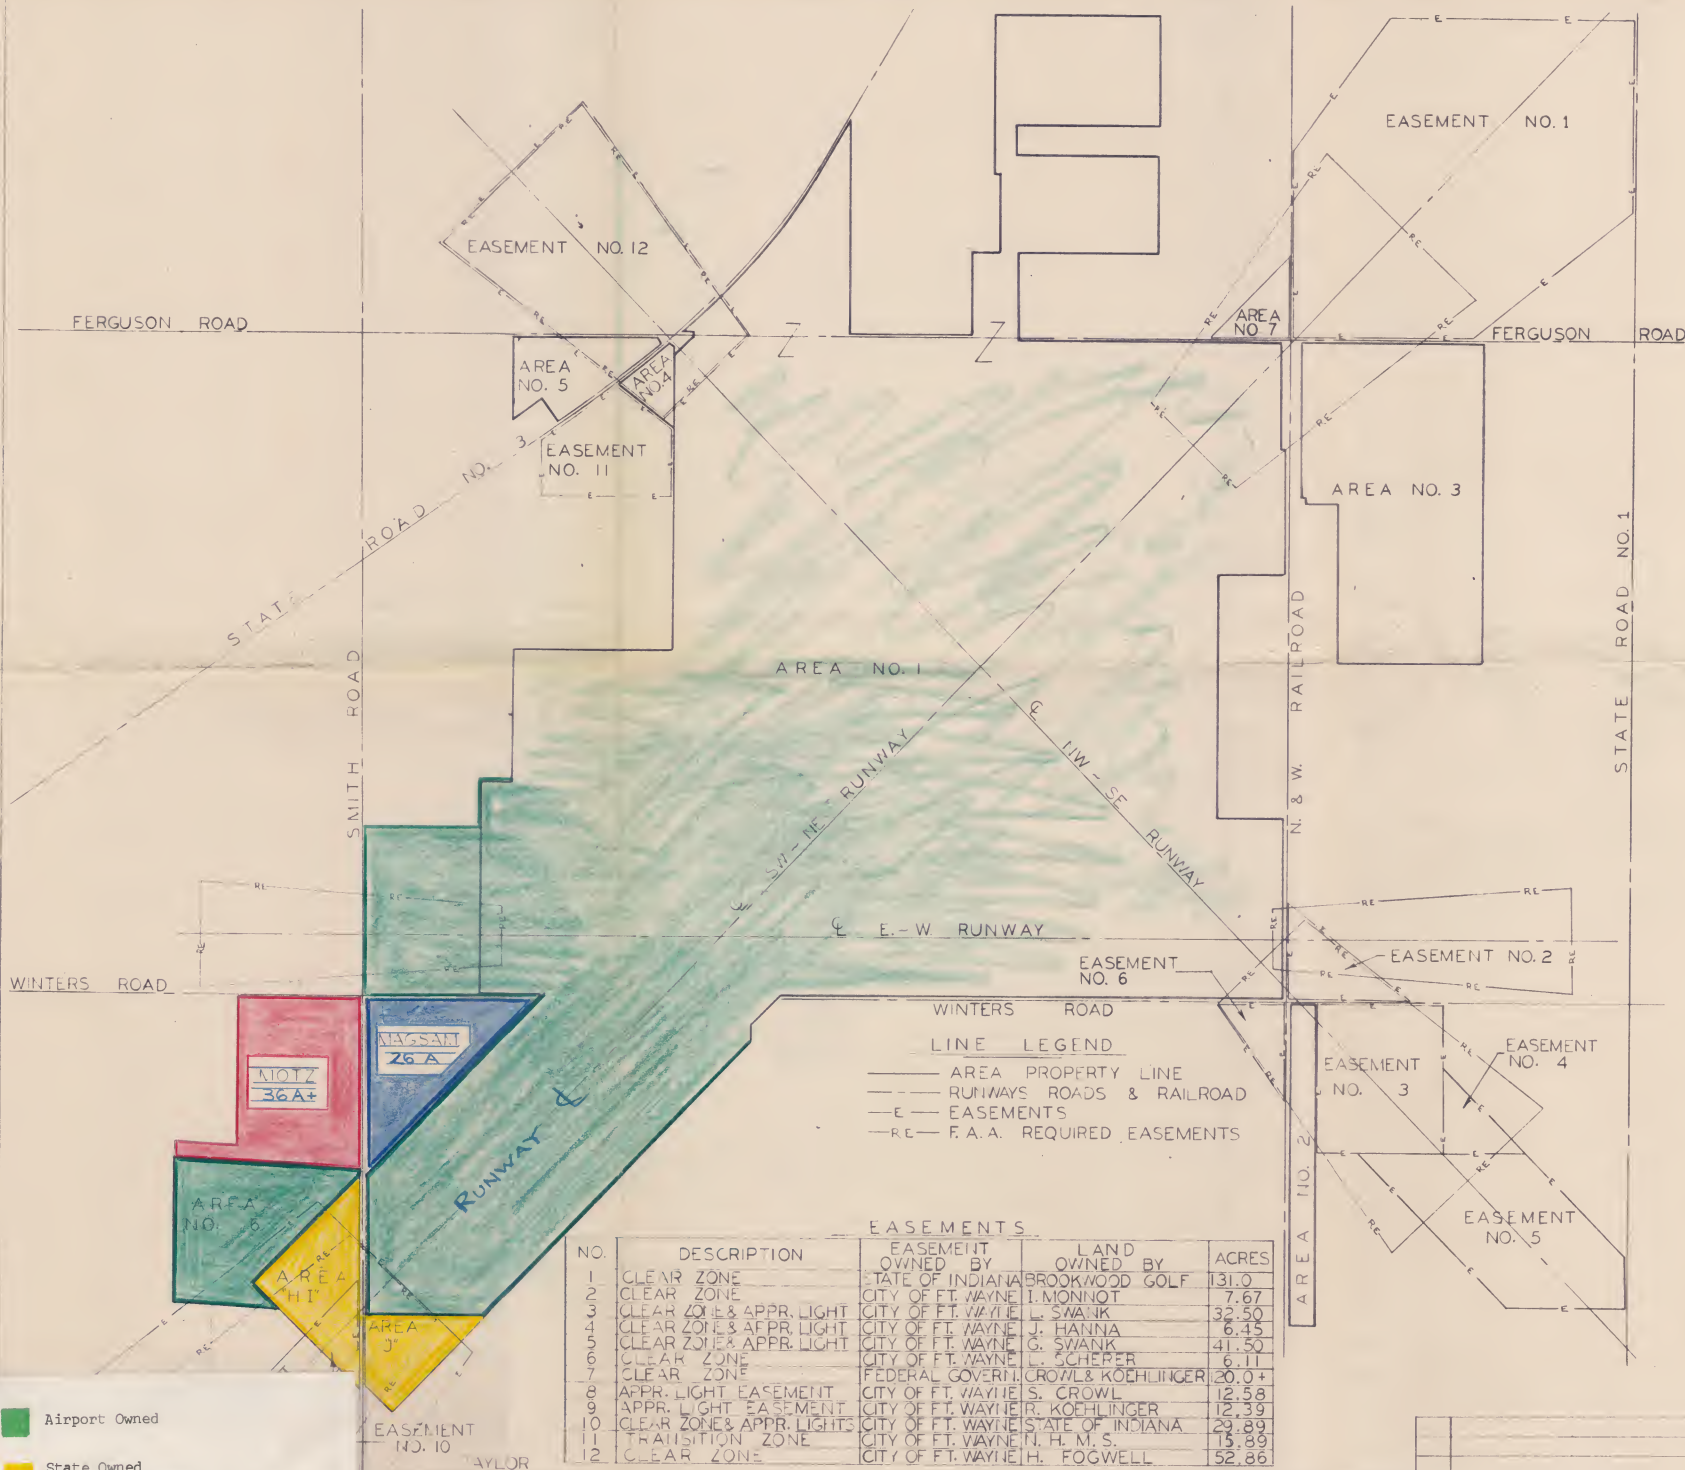 EASEMENT NO. 1
EASEMENT NO. 12
FERGUSON ROAD
AREA
NO. 7
FERGUSON ROAD
AREA
NO. 5
AREA
NO. 4
EASEMENT
NO. 11
STATE ROAD NO. 3
AREA NO. 3
STATE ROAD NO. 1
N. & W. RAILROAD
SMITH ROAD
AREA NO. 1
℄ NW - SE RUNWAY
℄ SW - NE RUNWAY
℄ E.- W RUNWAY
EASEMENT
NO. 6
EASEMENT NO. 2
WINTERS ROAD
WINTERS ROAD
MAGSAM
26 A
MOTZ
36 A+
LINE LEGEND
AREA PROPERTY LINE
RUNWAYS ROADS & RAILROAD
E EASEMENTS
RE F.A.A. REQUIRED EASEMENTS
EASEMENT
NO. 3
EASEMENT
NO. 4
EASEMENT
NO. 5
AREA NO. 2
RUNWAY ℄
AREA
NO. 6
AREA
"H I"
AREA
"J"
EASEMENTS
NO. DESCRIPTION EASEMENT OWNED BY LAND OWNED BY ACRES
1 CLEAR ZONE STATE OF INDIANA BROOKWOOD GOLF 131.0
2 CLEAR ZONE CITY OF FT. WAYNE I. MONNOT 7.67
3 CLEAR ZONE & APPR. LIGHT CITY OF FT. WAYNE L. SWANK 32.50
4 CLEAR ZONE & APPR. LIGHT CITY OF FT. WAYNE J. HANNA 6.45
5 CLEAR ZONE & APPR. LIGHT CITY OF FT. WAYNE G. SWANK 41.50
6 CLEAR ZONE CITY OF FT. WAYNE L. SCHERER 6.11
7 CLEAR ZONE FEDERAL GOVERN. CROWL & KOEHLINGER 20.0+
8 APPR. LIGHT EASEMENT CITY OF FT. WAYNE S. CROWL 12.58
9 APPR. LIGHT EASEMENT CITY OF FT. WAYNE R. KOEHLINGER 12.39
10 CLEAR ZONE & APPR. LIGHTS CITY OF FT. WAYNE STATE OF INDIANA 29.89
11 TRANSITION ZONE CITY OF FT. WAYNE N. H. M. S. 15.89
12 CLEAR ZONE CITY OF FT. WAYNE H. FOGWELL 52.86
Airport Owned
State Owned
EASEMENT
NO. 10
AYLOR